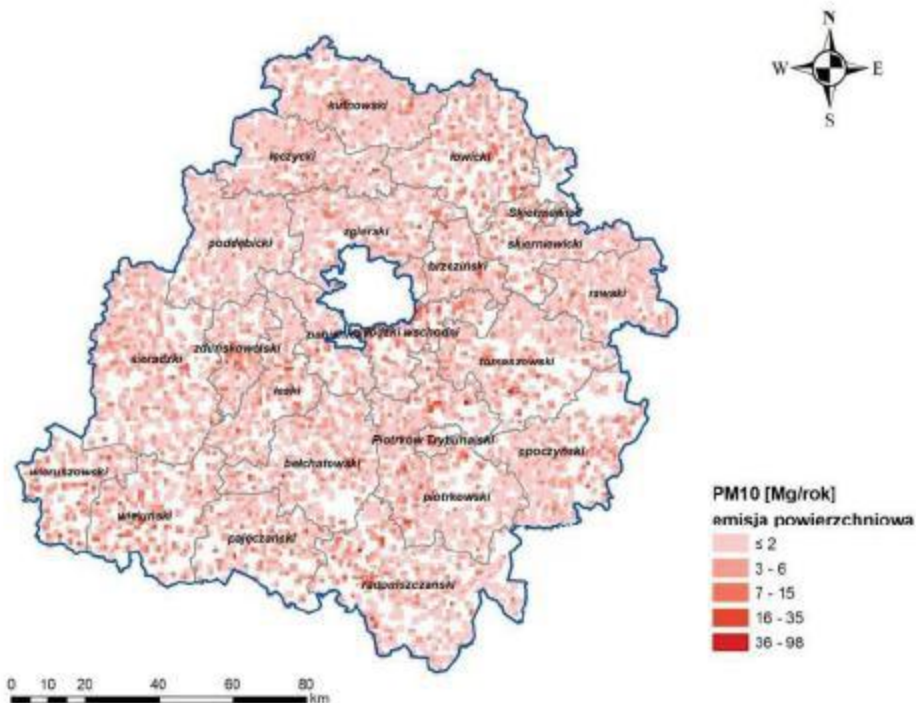 N
W E
S
kutnowski
łęczycki
łowicki
Skierniewice
zgierski
skierniewicki
poddębicki
brzeziński
rawski
łódzki wschodni
zduńskowolski
sieradzki
tomaszowski
łaski
Piotrków Trybunalski
opoczyński
bełchatowski
wieruszowski
piotrkowski
wieluński
pajęczański
radomszczański
PM10 [Mg/rok]
emisja powierzchniowa
≤ 2
3 - 6
7 - 15
16 - 35
36 - 98
0 10 20 40 60 80
km